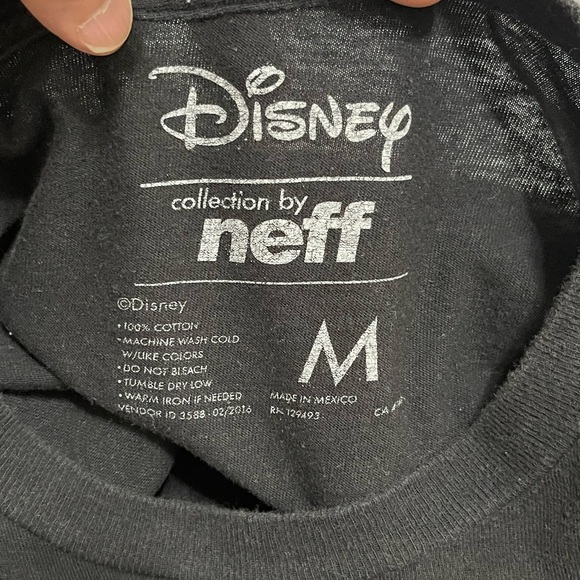 Disney
collection by
neff
©Disney
• 100% COTTON
• MACHINE WASH COLD
W/LIKE COLORS
• DO NOT BLEACH
• TUMBLE DRY LOW
• WARM IRON IF NEEDED
VENDOR ID 3588 - 02/2016
M
MADE IN MEXICO
RN 129493
CA